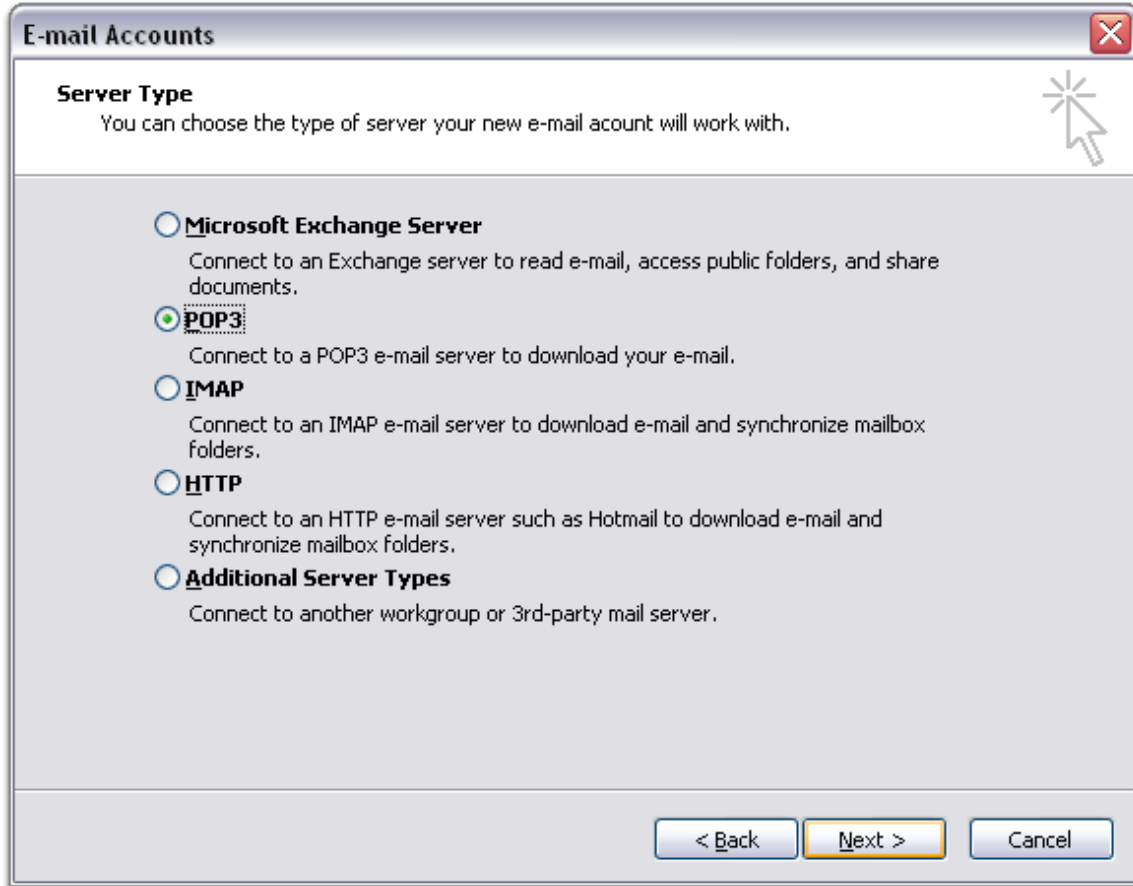 E-mail Accounts
Server Type
You can choose the type of server your new e-mail acount will work with.
Microsoft Exchange Server
Connect to an Exchange server to read e-mail, access public folders, and share
documents.
POP3
Connect to a POP3 e-mail server to download your e-mail.
IMAP
Connect to an IMAP e-mail server to download e-mail and synchronize mailbox
folders.
HTTP
Connect to an HTTP e-mail server such as Hotmail to download e-mail and
synchronize mailbox folders.
Additional Server Types
Connect to another workgroup or 3rd-party mail server.
< Back Next > Cancel